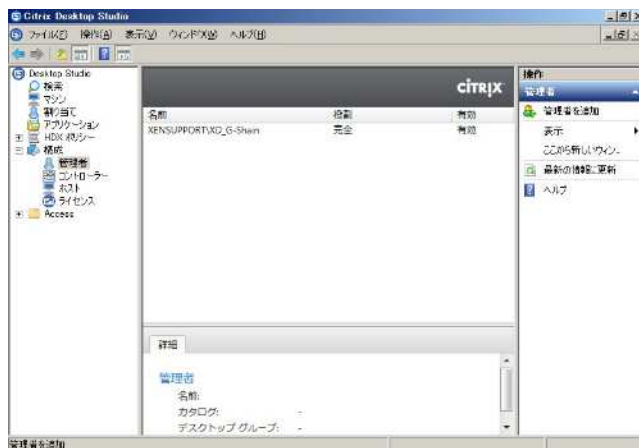 Citrix Desktop Studio
ファイル(F) 操作(A) 表示(V) ウィンドウ(W) ヘルプ(H)
Desktop Studio
検索
マシン
割り当て
アプリケーション
HDX ポリシー
構成
管理者
コントローラー
ホスト
ライセンス
Access
CITRIX
名前 役割 有効
XENSUPPORT\XD_G-Shain 完全 有効
詳細
管理者
名前:
カタログ: -
デスクトップ グループ: -
操作
管理者
管理者を追加
表示
ここから新しいウィン...
最新の情報に更新
ヘルプ
管理者を追加